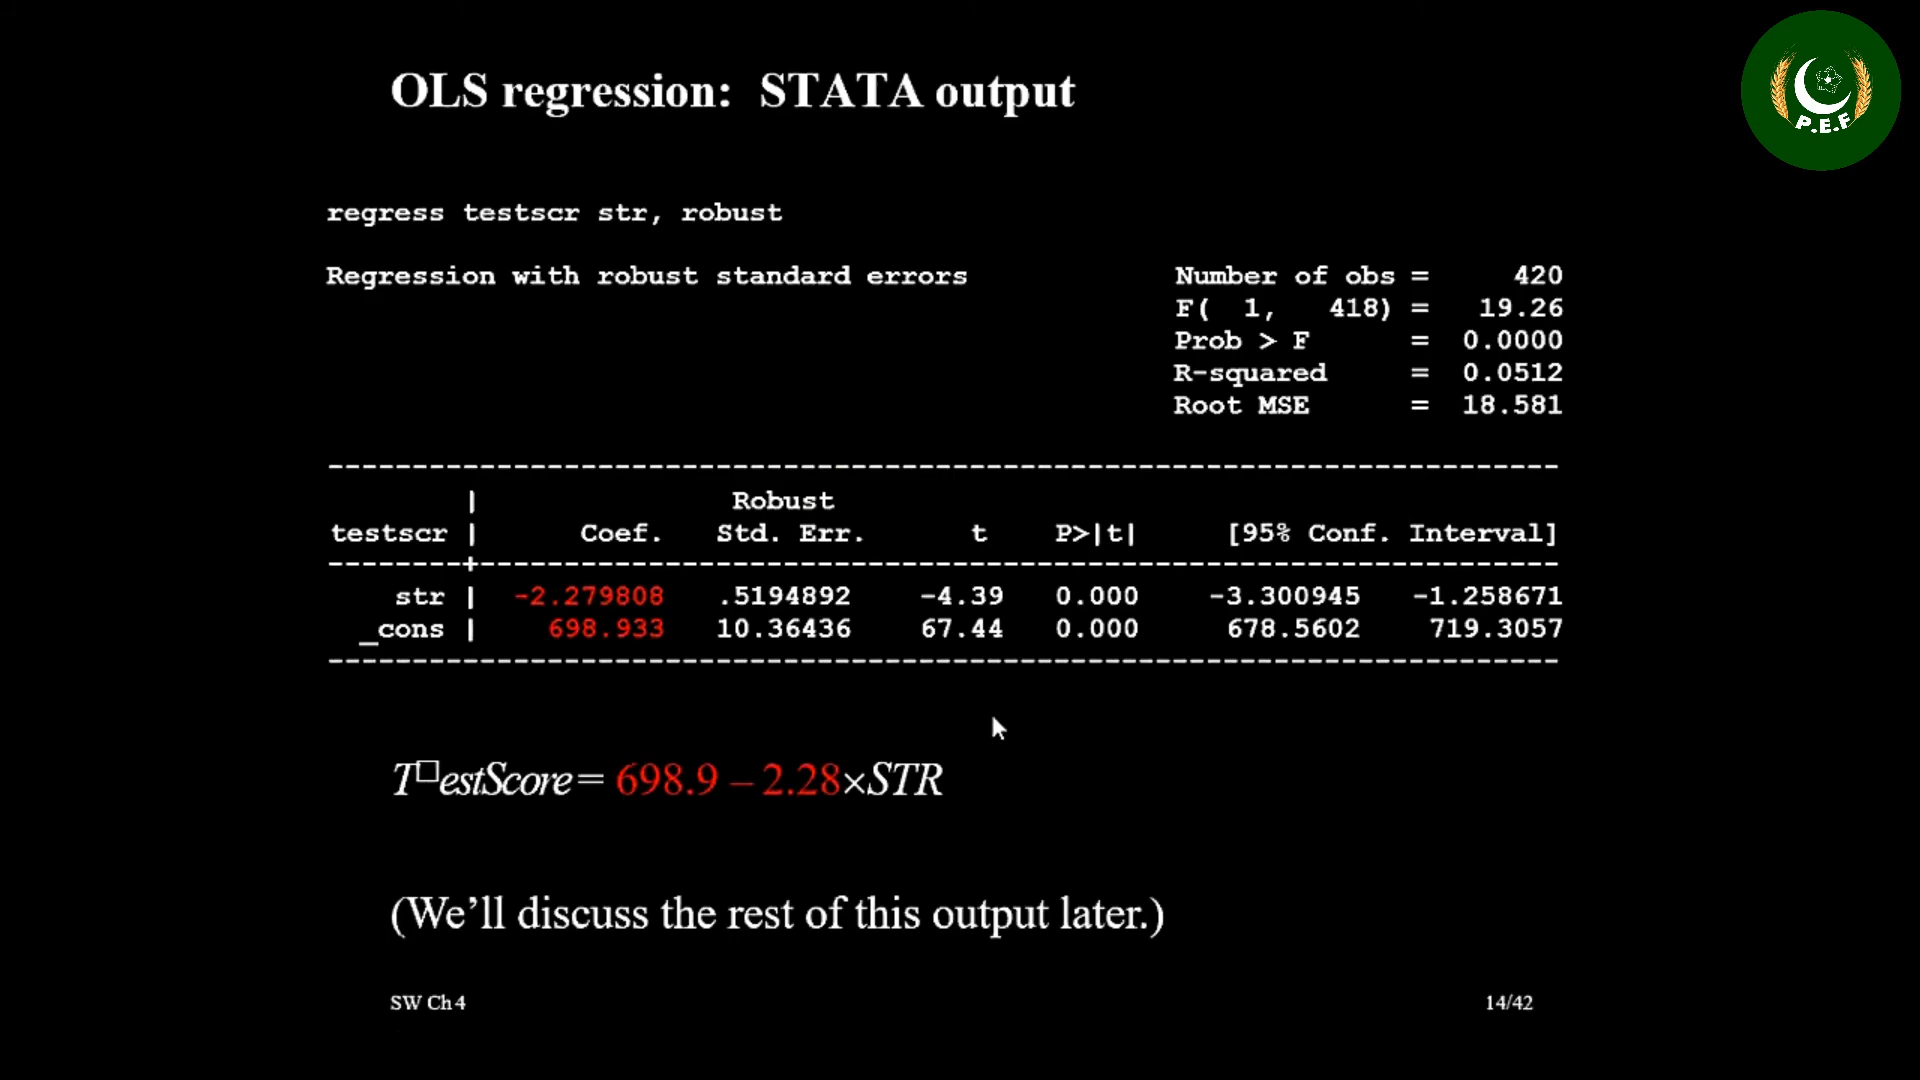 OLS regression: STATA output
P.E.F
regress testscr str, robust
Regression with robust standard errors Number of obs = 420
F( 1, 418) = 19.26
Prob > F = 0.0000
R-squared = 0.0512
Root MSE = 18.581
-------------------------------------------------------------------------
| Robust
testscr | Coef. Std. Err. t P>|t| [95% Conf. Interval]
--------+----------------------------------------------------------------
str | -2.279808 .5194892 -4.39 0.000 -3.300945 -1.258671
_cons | 698.933 10.36436 67.44 0.000 678.5602 719.3057
-------------------------------------------------------------------------
T□estScore = 698.9 – 2.28×STR
(We’ll discuss the rest of this output later.)
SW Ch 4 14/42